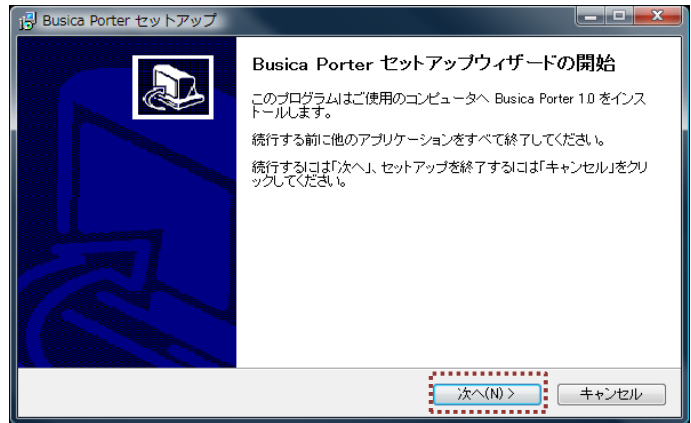 Busica Porter セットアップ
Busica Porter セットアップウィザードの開始
このプログラムはご使用のコンピュータへ Busica Porter 1.0 をインス
トールします。
続行する前に他のアプリケーションをすべて終了してください。
続行するには「次へ」、セットアップを終了するには「キャンセル」をクリ
ックしてください。
次へ(N) >
キャンセル